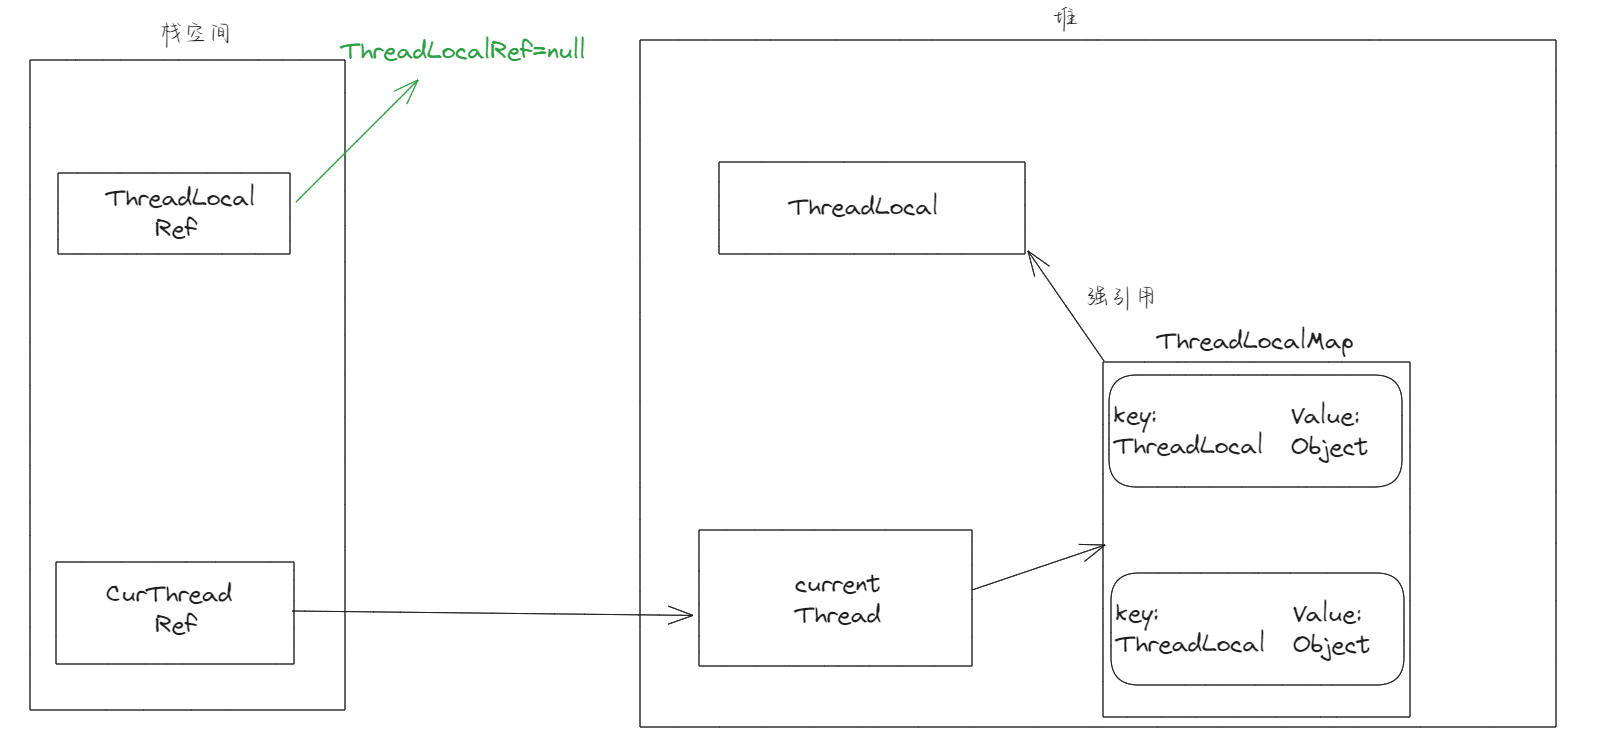 栈空间
堆
ThreadLocalRef=null
ThreadLocal
Ref
ThreadLocal
强引用
ThreadLocalMap
key:
ThreadLocal
Value:
Object
CurThread
Ref
current
Thread
key:
ThreadLocal
Value:
Object